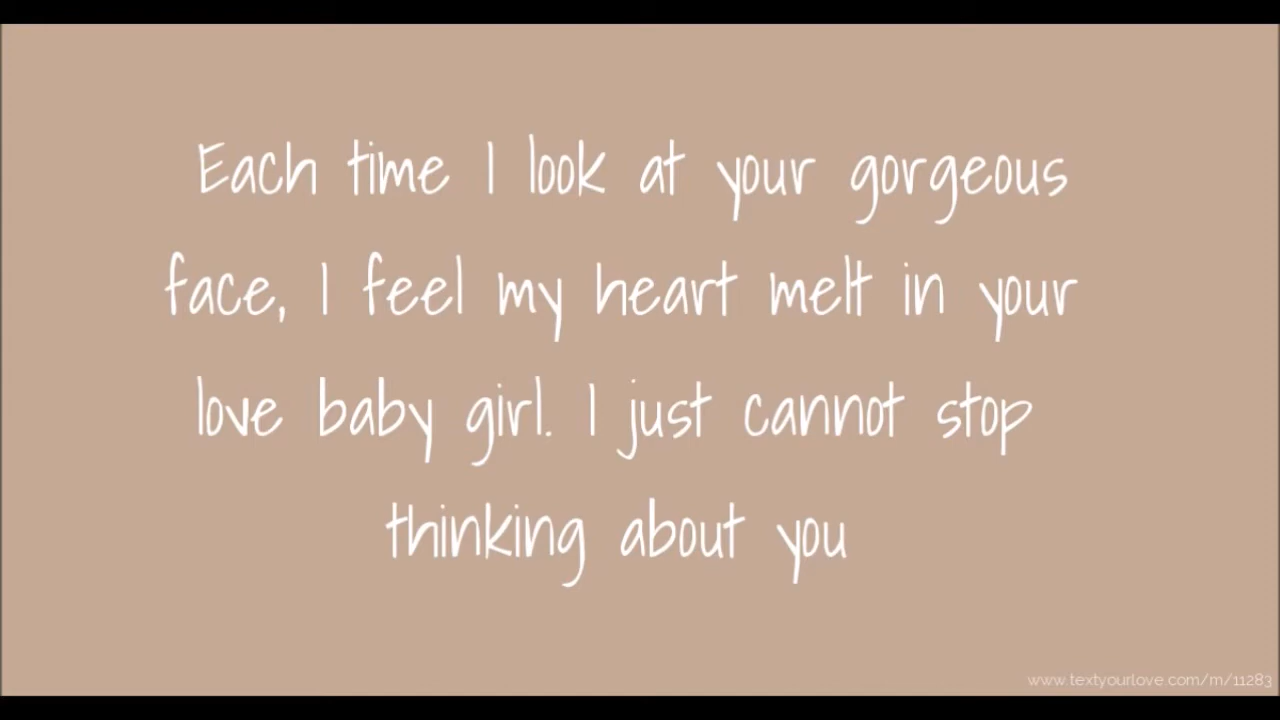 Each time I look at your gorgeous
face, I feel my heart melt in your
love baby girl. I just cannot stop
thinking about you
www.textyourlove.com/m/11283